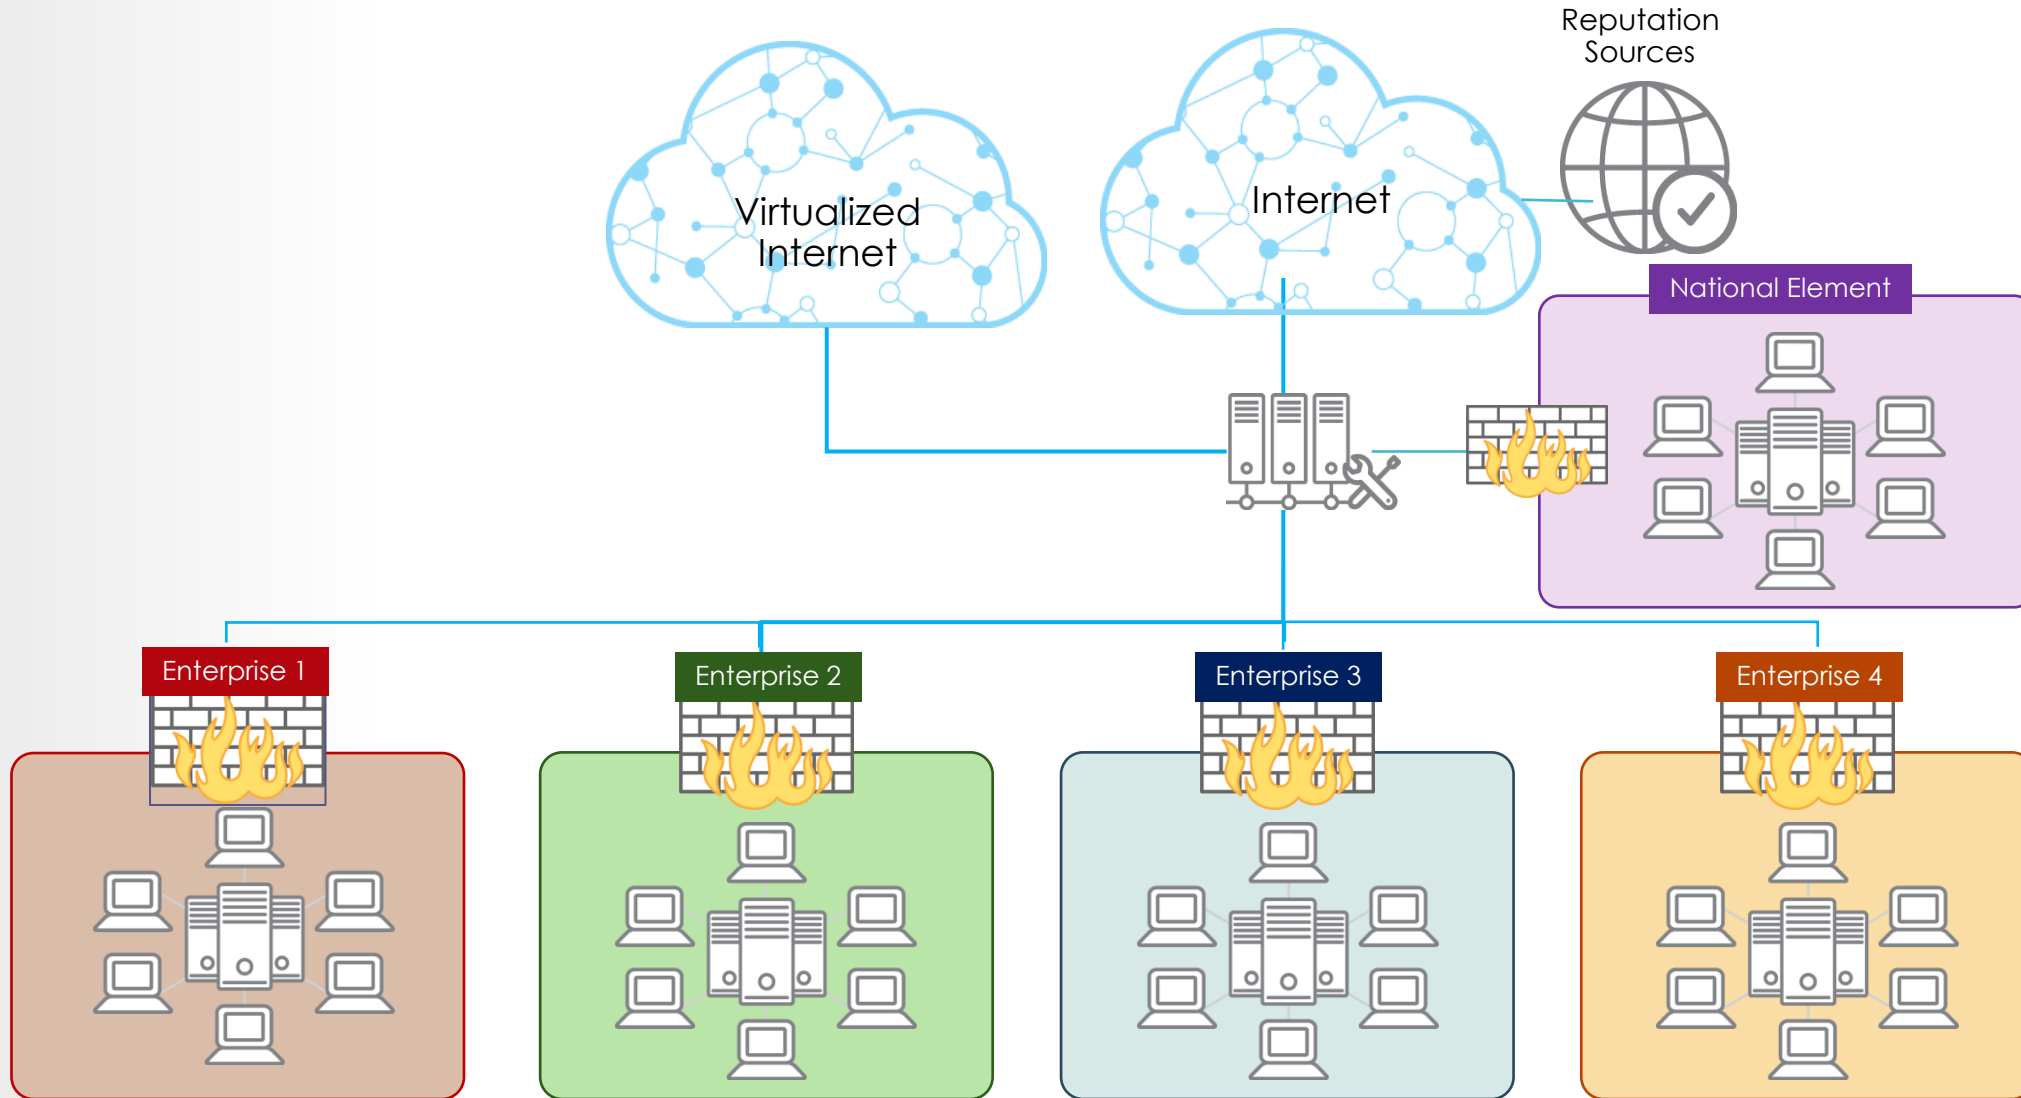 Reputation
Sources
Virtualized
Internet
Internet
National Element
Enterprise 1
Enterprise 2
Enterprise 3
Enterprise 4